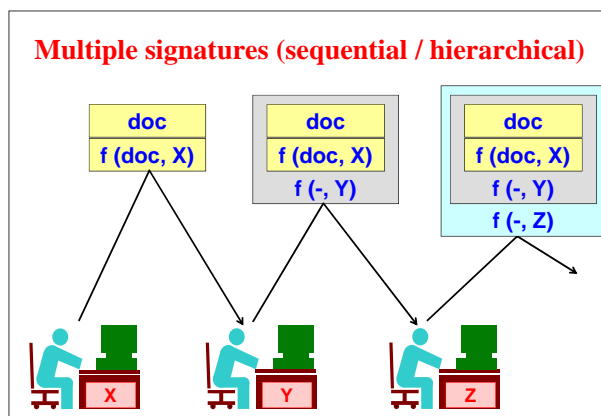 Multiple signatures (sequential / hierarchical)
doc
f (doc, X)
doc
f (doc, X)
f (-, Y)
doc
f (doc, X)
f (-, Y)
f (-, Z)
X
Y
Z